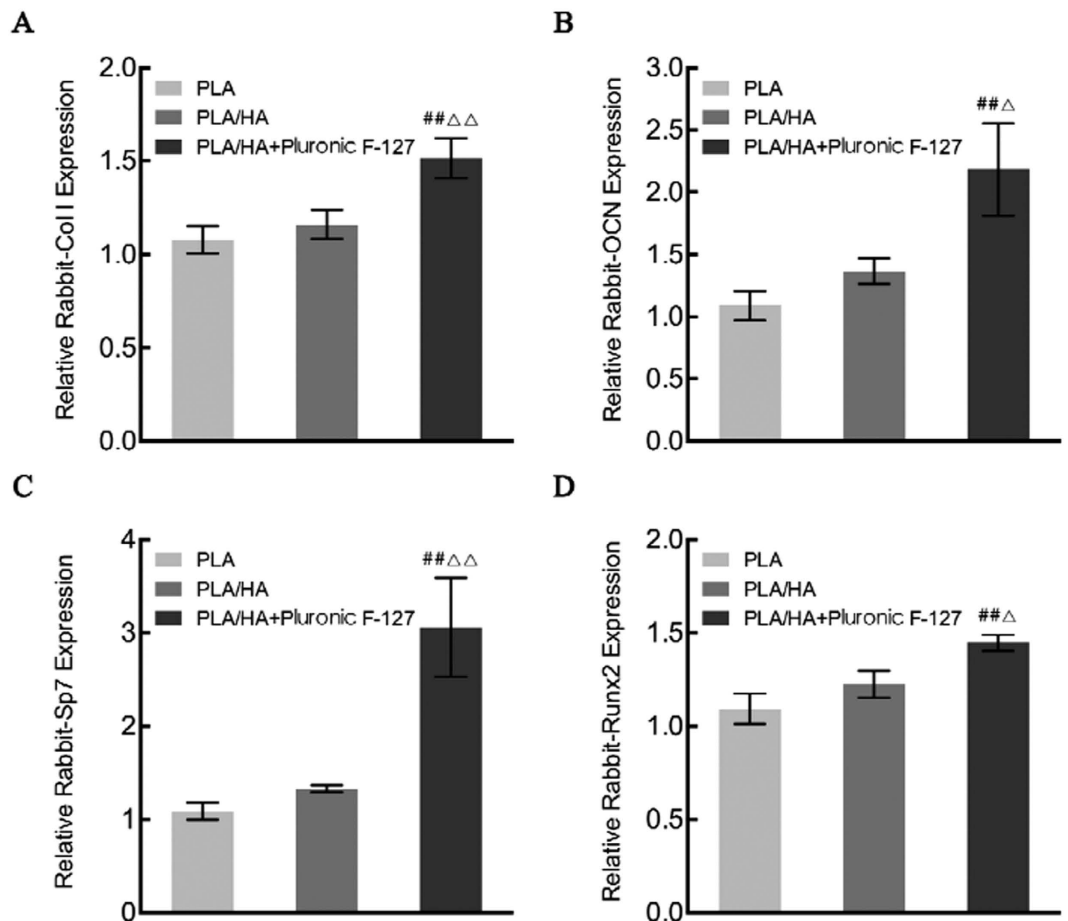 A
Relative Rabbit-Col I Expression
2.0
1.5
1.0
0.5
0.0
PLA
PLA/HA
PLA/HA+Pluronic F-127
##△△
B
Relative Rabbit-OCN Expression
3.0
2.5
2.0
1.5
1.0
0.5
0.0
PLA
PLA/HA
PLA/HA+Pluronic F-127
##△
C
Relative Rabbit-Sp7 Expression
4
3
2
1
0
PLA
PLA/HA
PLA/HA+Pluronic F-127
##△△
D
Relative Rabbit-Runx2 Expression
2.0
1.5
1.0
0.5
0.0
PLA
PLA/HA
PLA/HA+Pluronic F-127
##△